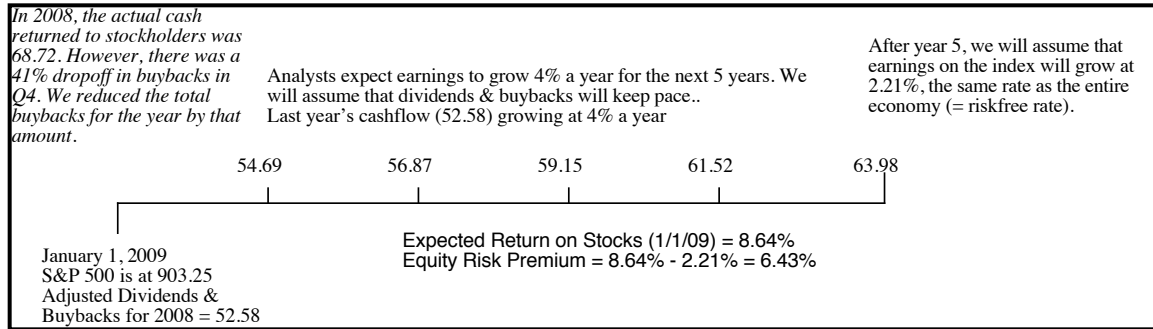 In 2008, the actual cash
returned to stockholders was
68.72. However, there was a
41% dropoff in buybacks in
Q4. We reduced the total
buybacks for the year by that
amount.
Analysts expect earnings to grow 4% a year for the next 5 years. We
will assume that dividends & buybacks will keep pace..
Last year's cashflow (52.58) growing at 4% a year
After year 5, we will assume that
earnings on the index will grow at
2.21%, the same rate as the entire
economy (= riskfree rate).
54.69 56.87 59.15 61.52 63.98
January 1, 2009
S&P 500 is at 903.25
Adjusted Dividends &
Buybacks for 2008 = 52.58
Expected Return on Stocks (1/1/09) = 8.64%
Equity Risk Premium = 8.64% - 2.21% = 6.43%